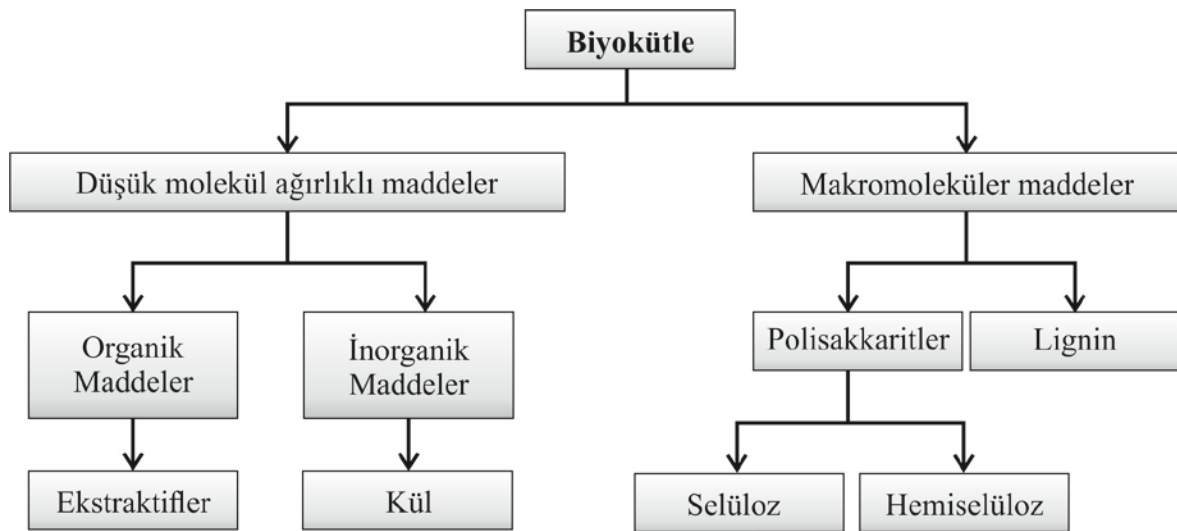 Biyokütle
Düşük molekül ağırlıklı maddeler
Makromoleküler maddeler
Organik
Maddeler
İnorganik
Maddeler
Polisakkaritler
Lignin
Ekstraktifler
Kül
Selüloz
Hemiselüloz